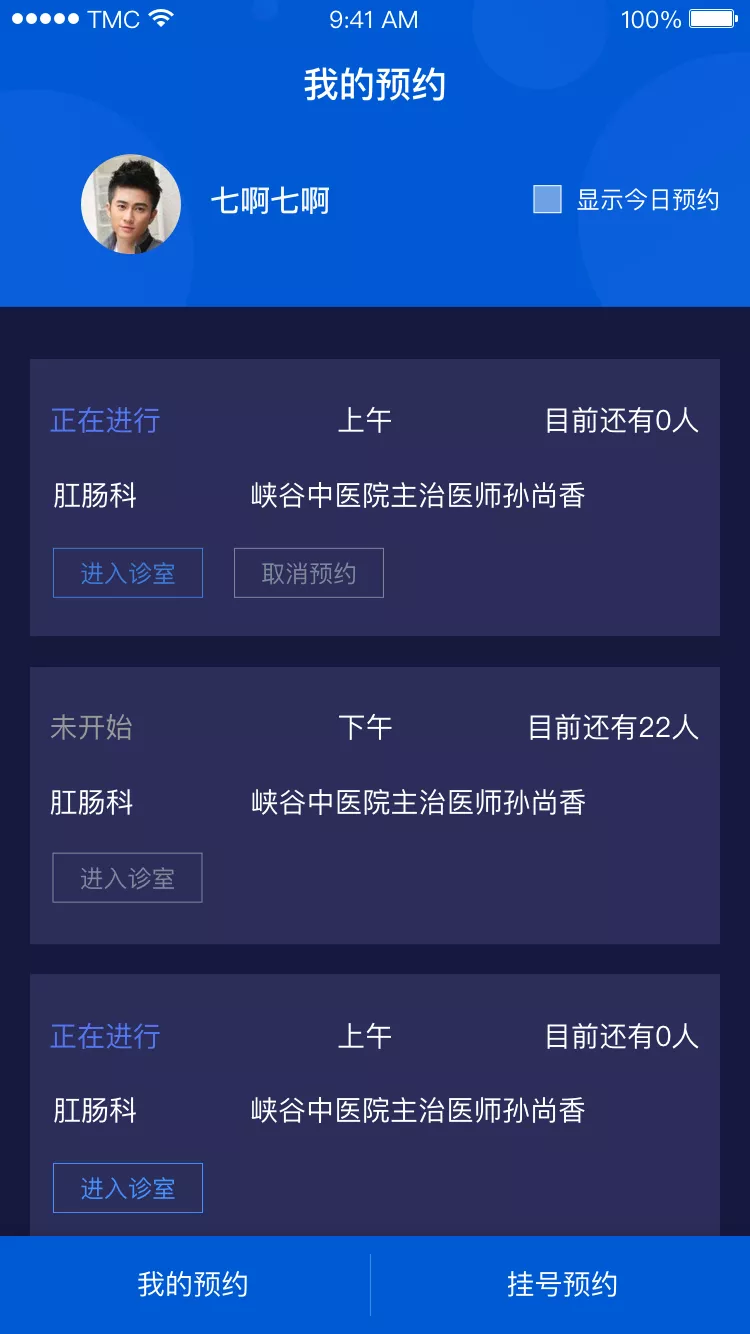 TMC 9:41 AM 100%
我的预约
七啊七啊 显示今日预约
正在进行 上午 目前还有0人
肛肠科 峡谷中医院主治医师孙尚香
进入诊室 取消预约
未开始 下午 目前还有22人
肛肠科 峡谷中医院主治医师孙尚香
进入诊室
正在进行 上午 目前还有0人
肛肠科 峡谷中医院主治医师孙尚香
进入诊室
我的预约 挂号预约